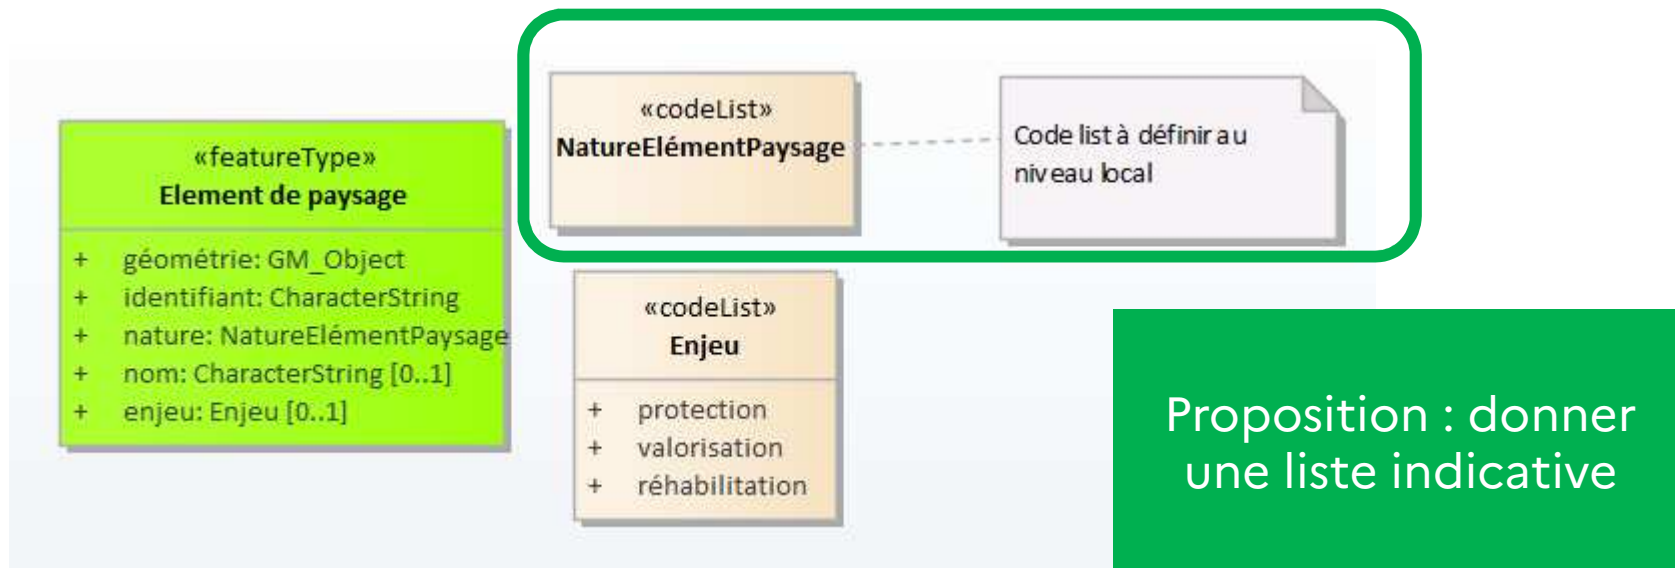 «featureType»
Element de paysage
+ géométrie: GM_Object
+ identifiant: CharacterString
+ nature: NatureElémentPaysage
+ nom: CharacterString [0..1]
+ enjeu: Enjeu [0..1]
«codeList»
NatureElémentPaysage
Code list à définir au
niveau local
«codeList»
Enjeu
+ protection
+ valorisation
+ réhabilitation
Proposition : donner
une liste indicative